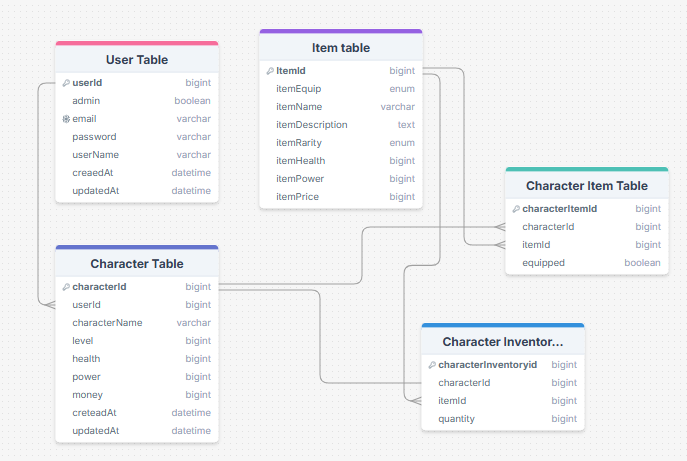 User Table
userId bigint
admin boolean
email varchar
password varchar
userName varchar
creaedAt datetime
updatedAt datetime
Item table
ItemId bigint
itemEquip enum
itemName varchar
itemDescription text
itemRarity enum
itemHealth bigint
itemPower bigint
itemPrice bigint
Character Item Table
characterItemId bigint
characterId bigint
itemId bigint
equipped boolean
Character Table
characterId bigint
userId bigint
characterName varchar
level bigint
health bigint
power bigint
money bigint
creteadAt datetime
updatedAt datetime
Character Inventor...
characterInventoryid bigint
characterId bigint
itemId bigint
quantity bigint